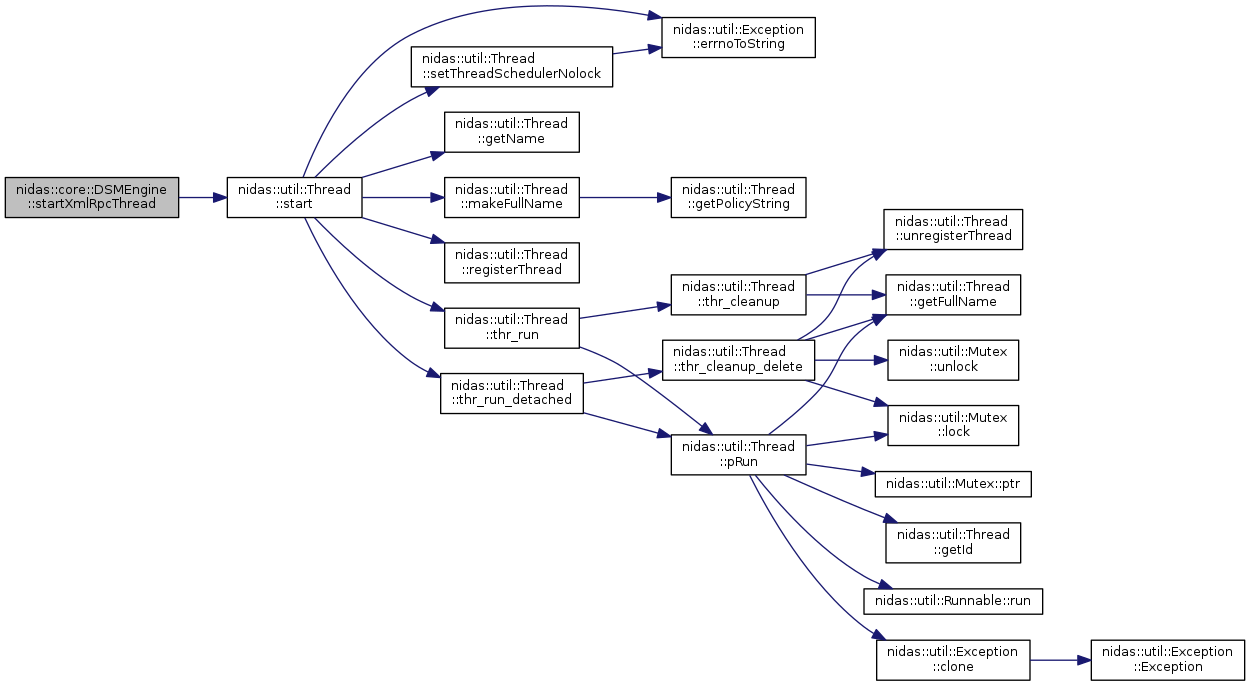 nidas::core::DSMEngine
::startXmlRpcThread
nidas::util::Thread
::start
nidas::util::Exception
::errnoToString
nidas::util::Thread
::setThreadSchedulerNolock
nidas::util::Thread
::getName
nidas::util::Thread
::makeFullName
nidas::util::Thread
::getPolicyString
nidas::util::Thread
::registerThread
nidas::util::Thread
::thr_run
nidas::util::Thread
::thr_run_detached
nidas::util::Thread
::thr_cleanup
nidas::util::Thread
::thr_cleanup_delete
nidas::util::Thread
::pRun
nidas::util::Thread
::unregisterThread
nidas::util::Thread
::getFullName
nidas::util::Mutex
::unlock
nidas::util::Mutex
::lock
nidas::util::Mutex::ptr
nidas::util::Thread
::getId
nidas::util::Runnable::run
nidas::util::Exception
::clone
nidas::util::Exception
::Exception